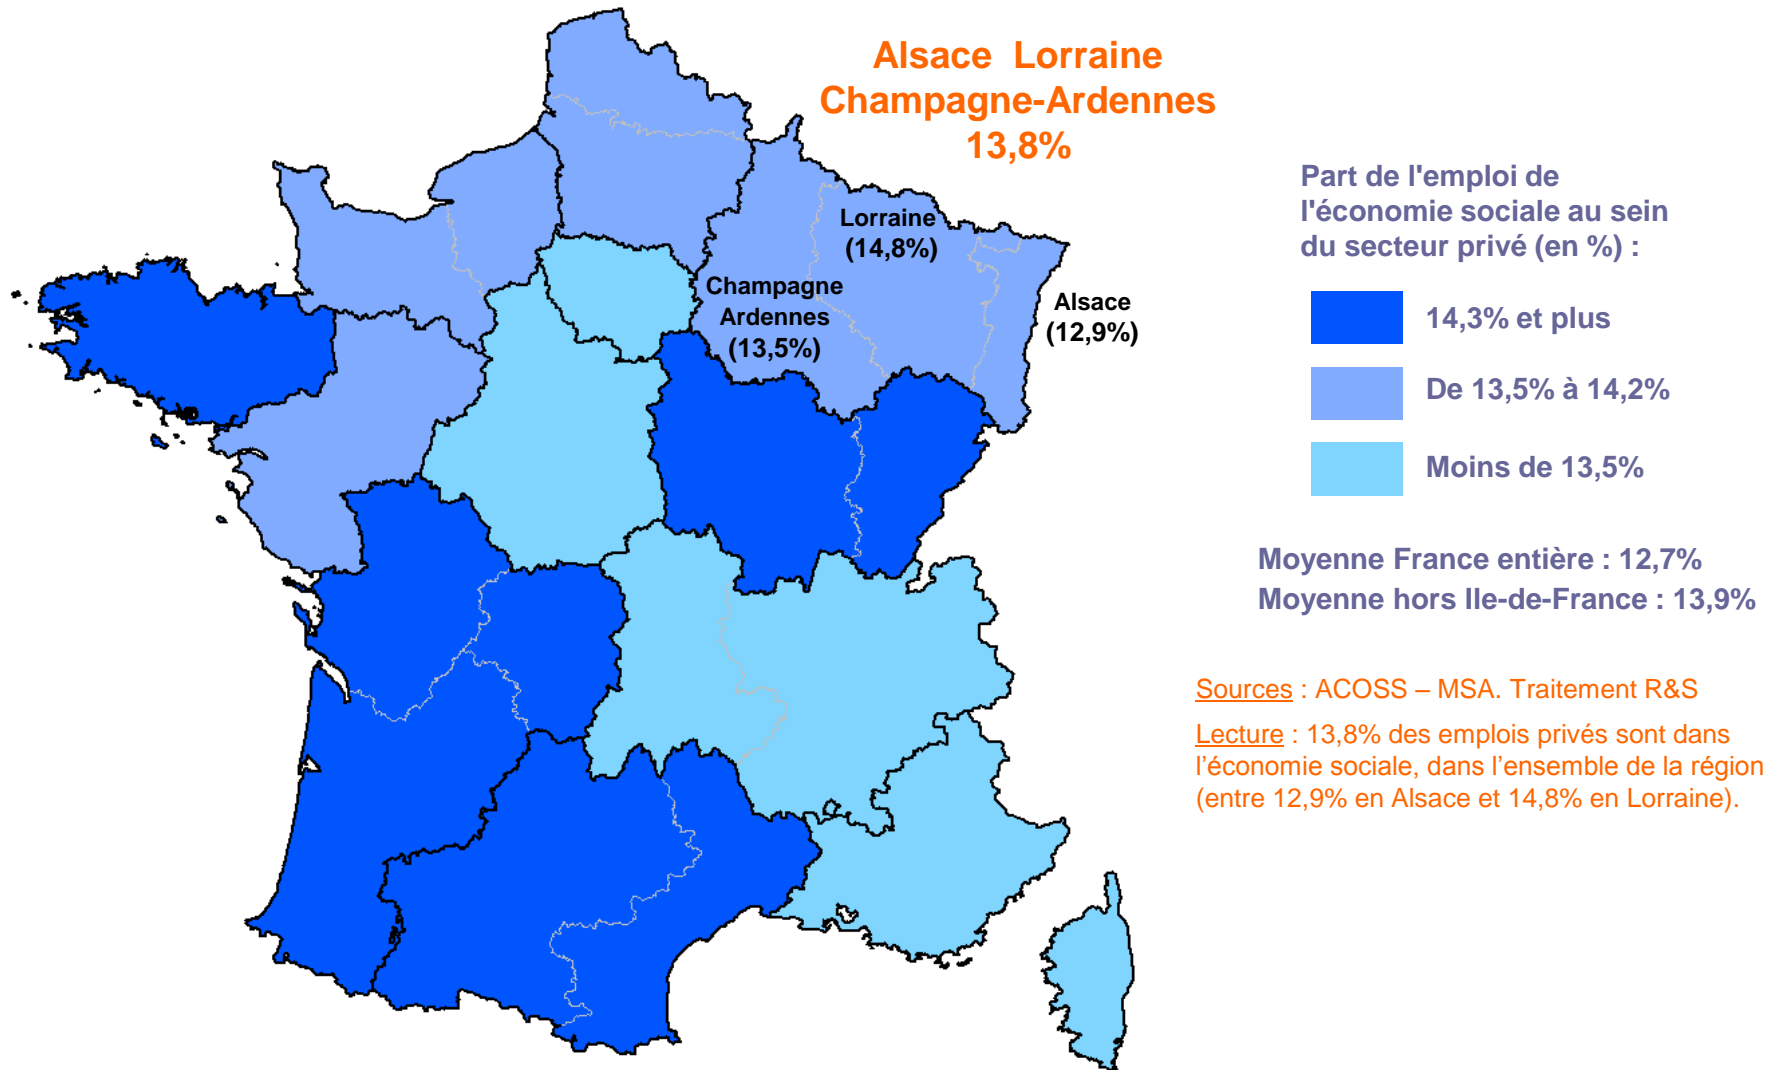 Alsace Lorraine
Champagne-Ardennes
13,8%
Lorraine
(14,8%)
Champagne
Ardennes
(13,5%)
Alsace
(12,9%)
Part de l'emploi de
l'économie sociale au sein
du secteur privé (en %) :
14,3% et plus
De 13,5% à 14,2%
Moins de 13,5%
Moyenne France entière : 12,7%
Moyenne hors Ile-de-France : 13,9%
Sources : ACOSS – MSA. Traitement R&S
Lecture : 13,8% des emplois privés sont dans
l’économie sociale, dans l’ensemble de la région
(entre 12,9% en Alsace et 14,8% en Lorraine).